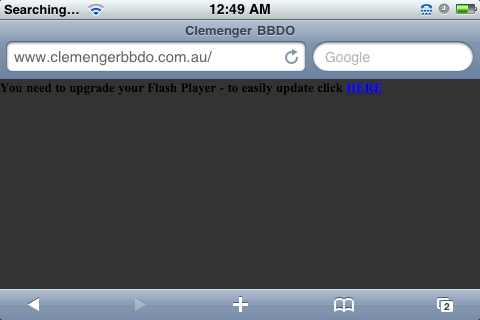 Searching... 12:49 AM
Clemenger BBDO
www.clemengerbbdo.com.au/ Google
You need to upgrade your Flash Player - to easily update click HERE
2